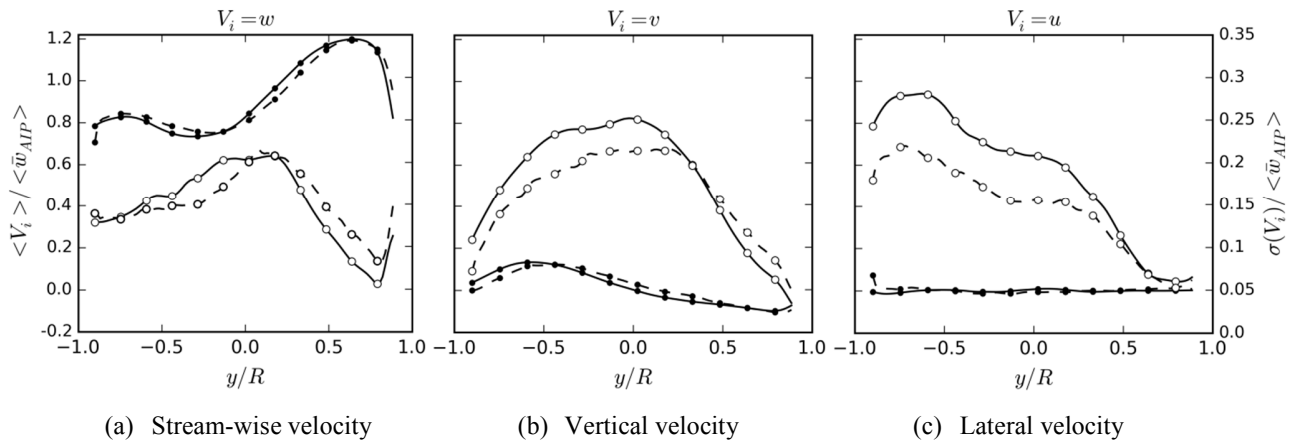 V_i = w
V_i = v
V_i = u
<V_i> / <w̄_AIP>
1.2
1.0
0.8
0.6
0.4
0.2
0.0
-0.2
−1.0 −0.5 0.0 0.5 1.0
−1.0 −0.5 0.0 0.5 1.0
−1.0 −0.5 0.0 0.5 1.0
0.35
0.30
0.25
0.20
0.15
0.10
0.05
0.0
σ(V_i) / <w̄_AIP>
y/R
y/R
y/R
(a) Stream-wise velocity
(b) Vertical velocity
(c) Lateral velocity